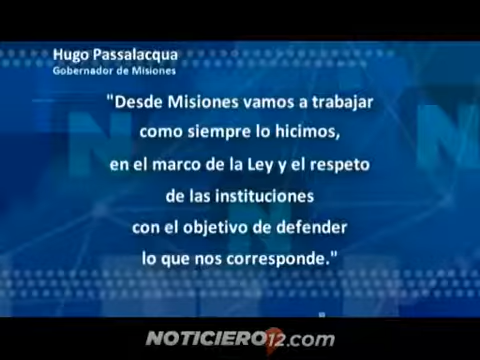 Hugo Passalacqua
Gobernador de Misiones
"Desde Misiones vamos a trabajar
como siempre lo hicimos,
en el marco de la Ley y el respeto
de las instituciones
con el objetivo de defender
lo que nos corresponde."
NOTICIERO12.com